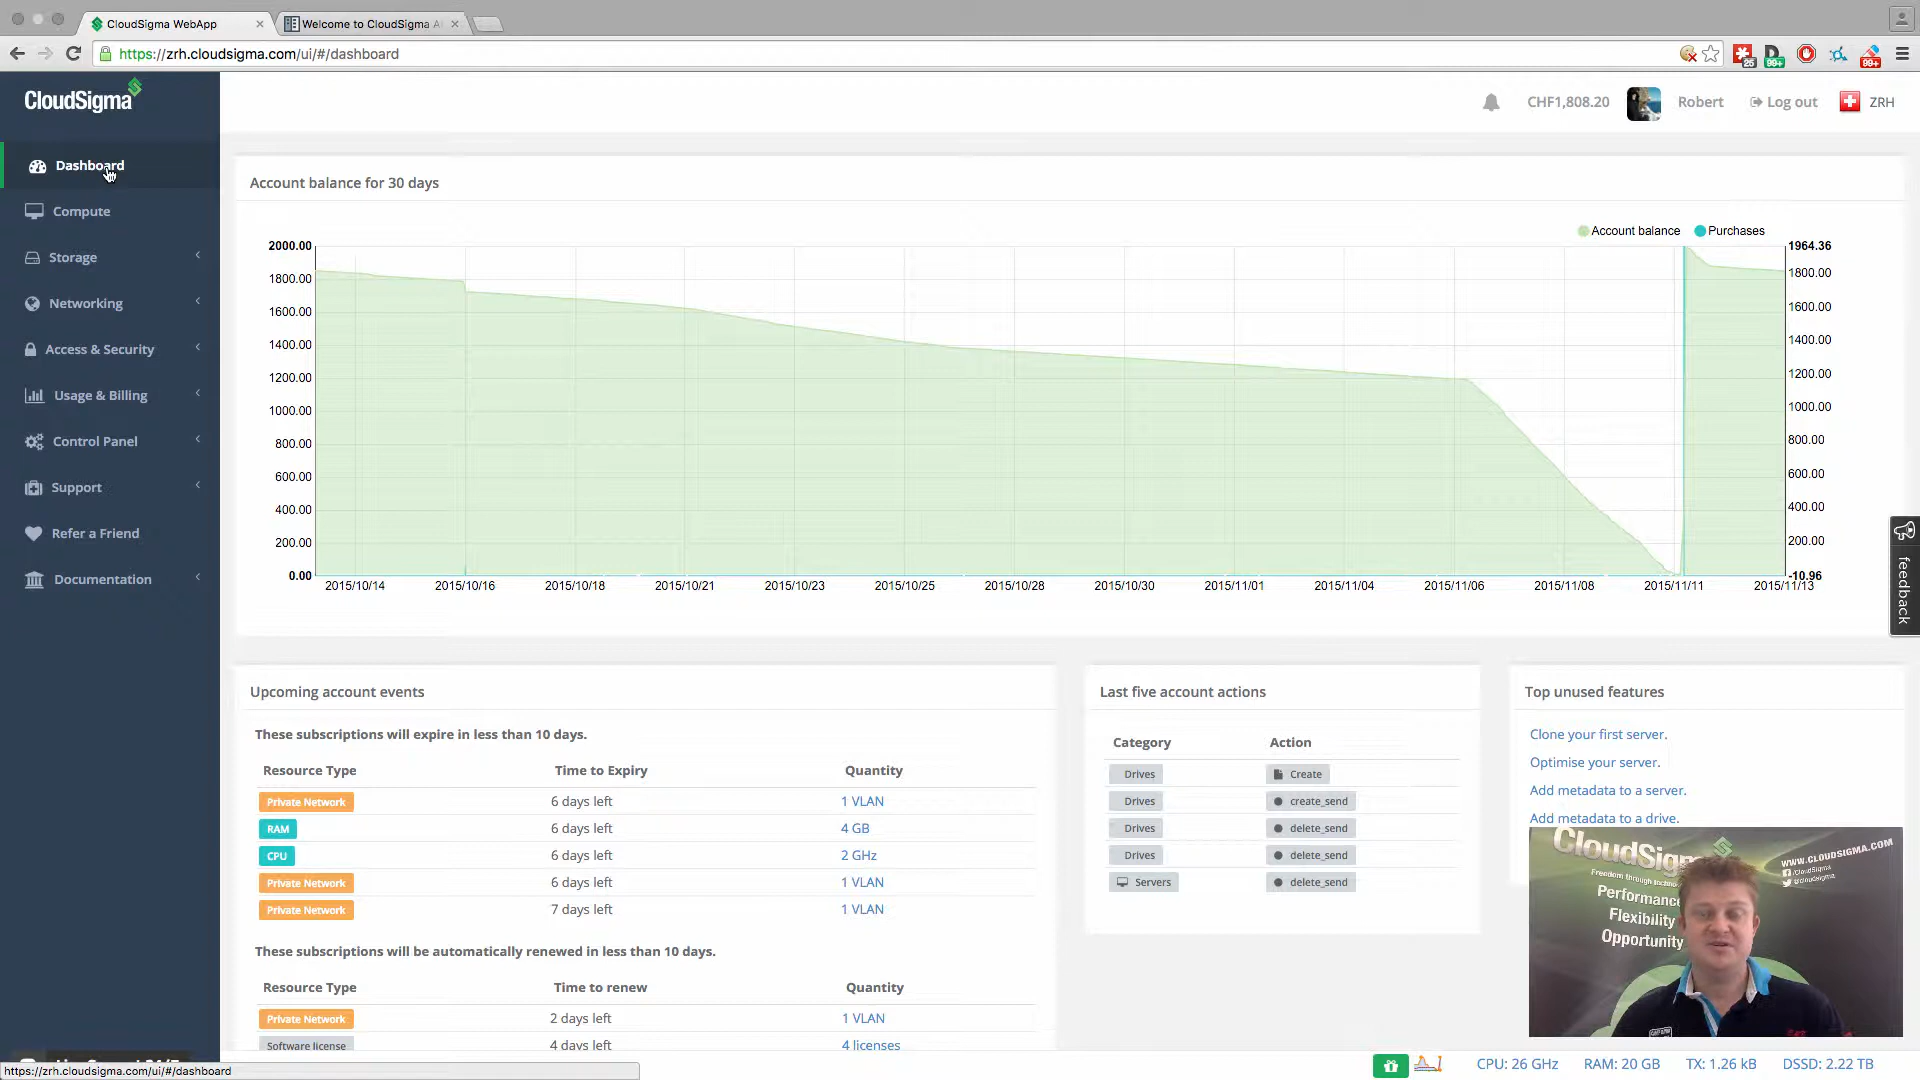 CloudSigma WebApp
Welcome to CloudSigma A
https://zrh.cloudsigma.com/ui/#/dashboard
25
99+
99+
CloudSigma
CHF1,808.20
Robert
Log out
ZRH
Dashboard
Compute
Storage
Networking
Access & Security
Usage & Billing
Control Panel
Support
Refer a Friend
Documentation
Account balance for 30 days
Account balance
Purchases
2000.00
1800.00
1600.00
1400.00
1200.00
1000.00
800.00
600.00
400.00
200.00
0.00
1964.36
1800.00
1600.00
1400.00
1200.00
1000.00
800.00
600.00
400.00
200.00
-10.96
2015/10/14 2015/10/16 2015/10/18 2015/10/21 2015/10/23 2015/10/25 2015/10/28 2015/10/30 2015/11/01 2015/11/04 2015/11/06 2015/11/08 2015/11/11 2015/11/13
feedback
Upcoming account events
These subscriptions will expire in less than 10 days.
Resource Type Time to Expiry Quantity
Private Network 6 days left 1 VLAN
RAM 6 days left 4 GB
CPU 6 days left 2 GHz
Private Network 6 days left 1 VLAN
Private Network 7 days left 1 VLAN
These subscriptions will be automatically renewed in less than 10 days.
Resource Type Time to renew Quantity
Private Network 2 days left 1 VLAN
Software license 4 days left 4 licenses
Last five account actions
Category Action
Drives Create
Drives create_send
Drives delete_send
Drives delete_send
Servers delete_send
Top unused features
Clone your first server.
Optimise your server.
Add metadata to a server.
Add metadata to a drive.
CloudSigma
WWW.CLOUDSIGMA.COM
/cloudsigma
@cloudsigma
Freedom through
Performance
Flexibility
Opportunity
https://zrh.cloudsigma.com/ui/#/dashboard
CPU: 26 GHz
RAM: 20 GB
TX: 1.26 kB
DSSD: 2.22 TB